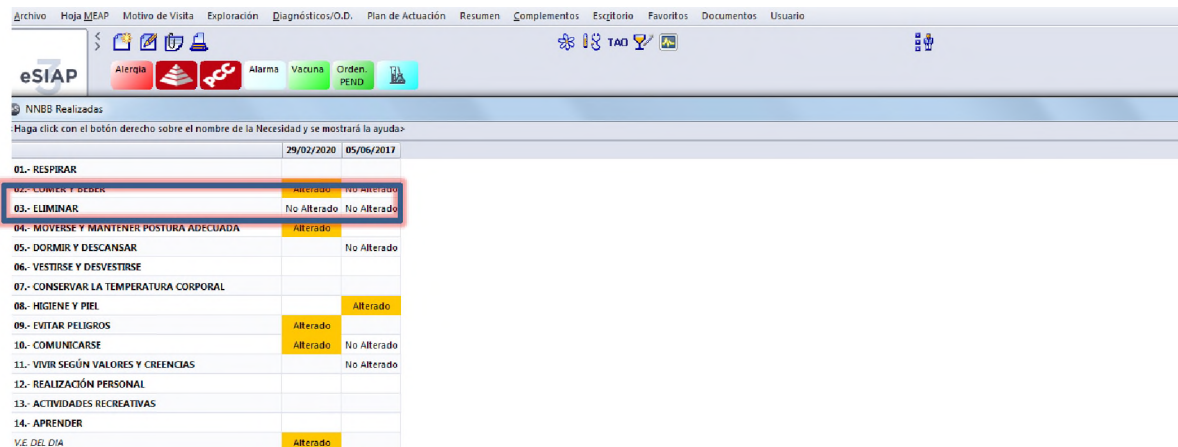 Archivo Hoja MEAP Motivo de Visita Exploración Diagnósticos/O.D. Plan de Actuación Resumen Complementos Escritorio Favoritos Documentos Usuario
TAO
eSIAP 3
Alergia PCC Alarma Vacuna Orden. PEND
NNBB Realizadas
<Haga click con el botón derecho sobre el nombre de la Necesidad y se mostrará la ayuda>
29/02/2020 05/06/2017
01.- RESPIRAR
02.- COMER Y BEBER Alterado No Alterado
03.- ELIMINAR No Alterado No Alterado
04.- MOVERSE Y MANTENER POSTURA ADECUADA Alterado
05.- DORMIR Y DESCANSAR No Alterado
06.- VESTIRSE Y DESVESTIRSE
07.- CONSERVAR LA TEMPERATURA CORPORAL
08.- HIGIENE Y PIEL Alterado
09.- EVITAR PELIGROS Alterado
10.- COMUNICARSE Alterado No Alterado
11.- VIVIR SEGÚN VALORES Y CREENCIAS No Alterado
12.- REALIZACIÓN PERSONAL
13.- ACTIVIDADES RECREATIVAS
14.- APRENDER
V.E. DEL DIA Alterado